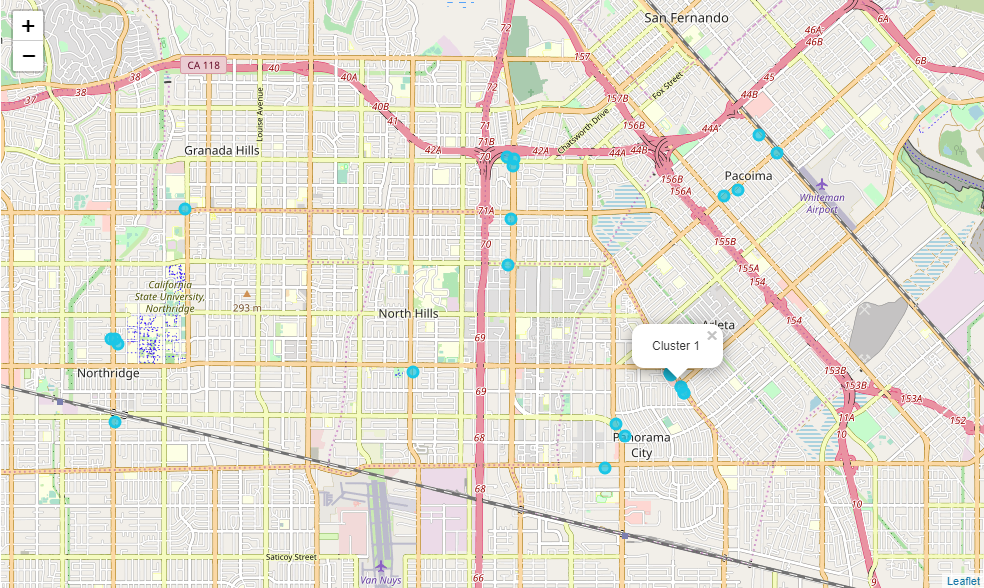 +
−
San Fernando
6A
46A
46B
6B
72
157
CA 118
40
38
40A
45
72
38
37
44B
Fox Street
157B
40B
Louise Avenue
41
71
156B
44A
Chatsworth Drive
71B
Granada Hills
42A
70
42A
44A
44B
156B
Pacoima
156A
Whiteman
Airport
71A
70
155B
155A
154
California
State University,
Northridge
293 m
North Hills
154
Arleta
69
Cluster 1
×
Northridge
153B
153B
69
153A
11A
152
68
Panorama
City
10
68
10
Saticoy Street
66
Van Nuys
9
Leaflet